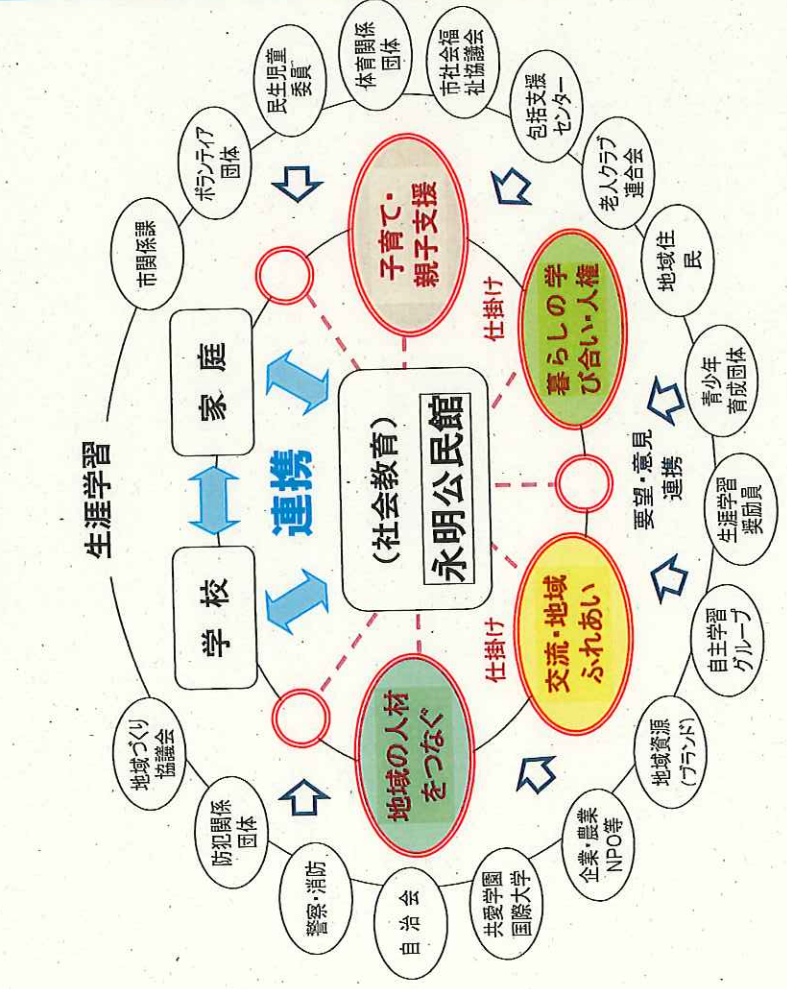 生涯学習
市関係課
ボランティア
団体
民生児童
委員
体育関係
団体
市社会福
祉協議会
包括支援
センター
老人クラブ
連合会
地域住
民
青少年
育成団体
生涯学習
奨励員
自主学習
グループ
地域資源
(ブランド)
企業・農業
NPO等
共愛学園
国際大学
自治会
警察・消防
防犯関係
団体
地域づくり
協議会
学校
家庭
連携
(社会教育)
永明公民館
地域の人材
をつなぐ
仕掛け
交流・地域
ふれあい
暮らしの学
び合い・人権
仕掛け
子育て・
親子支援
要望・意見
連携